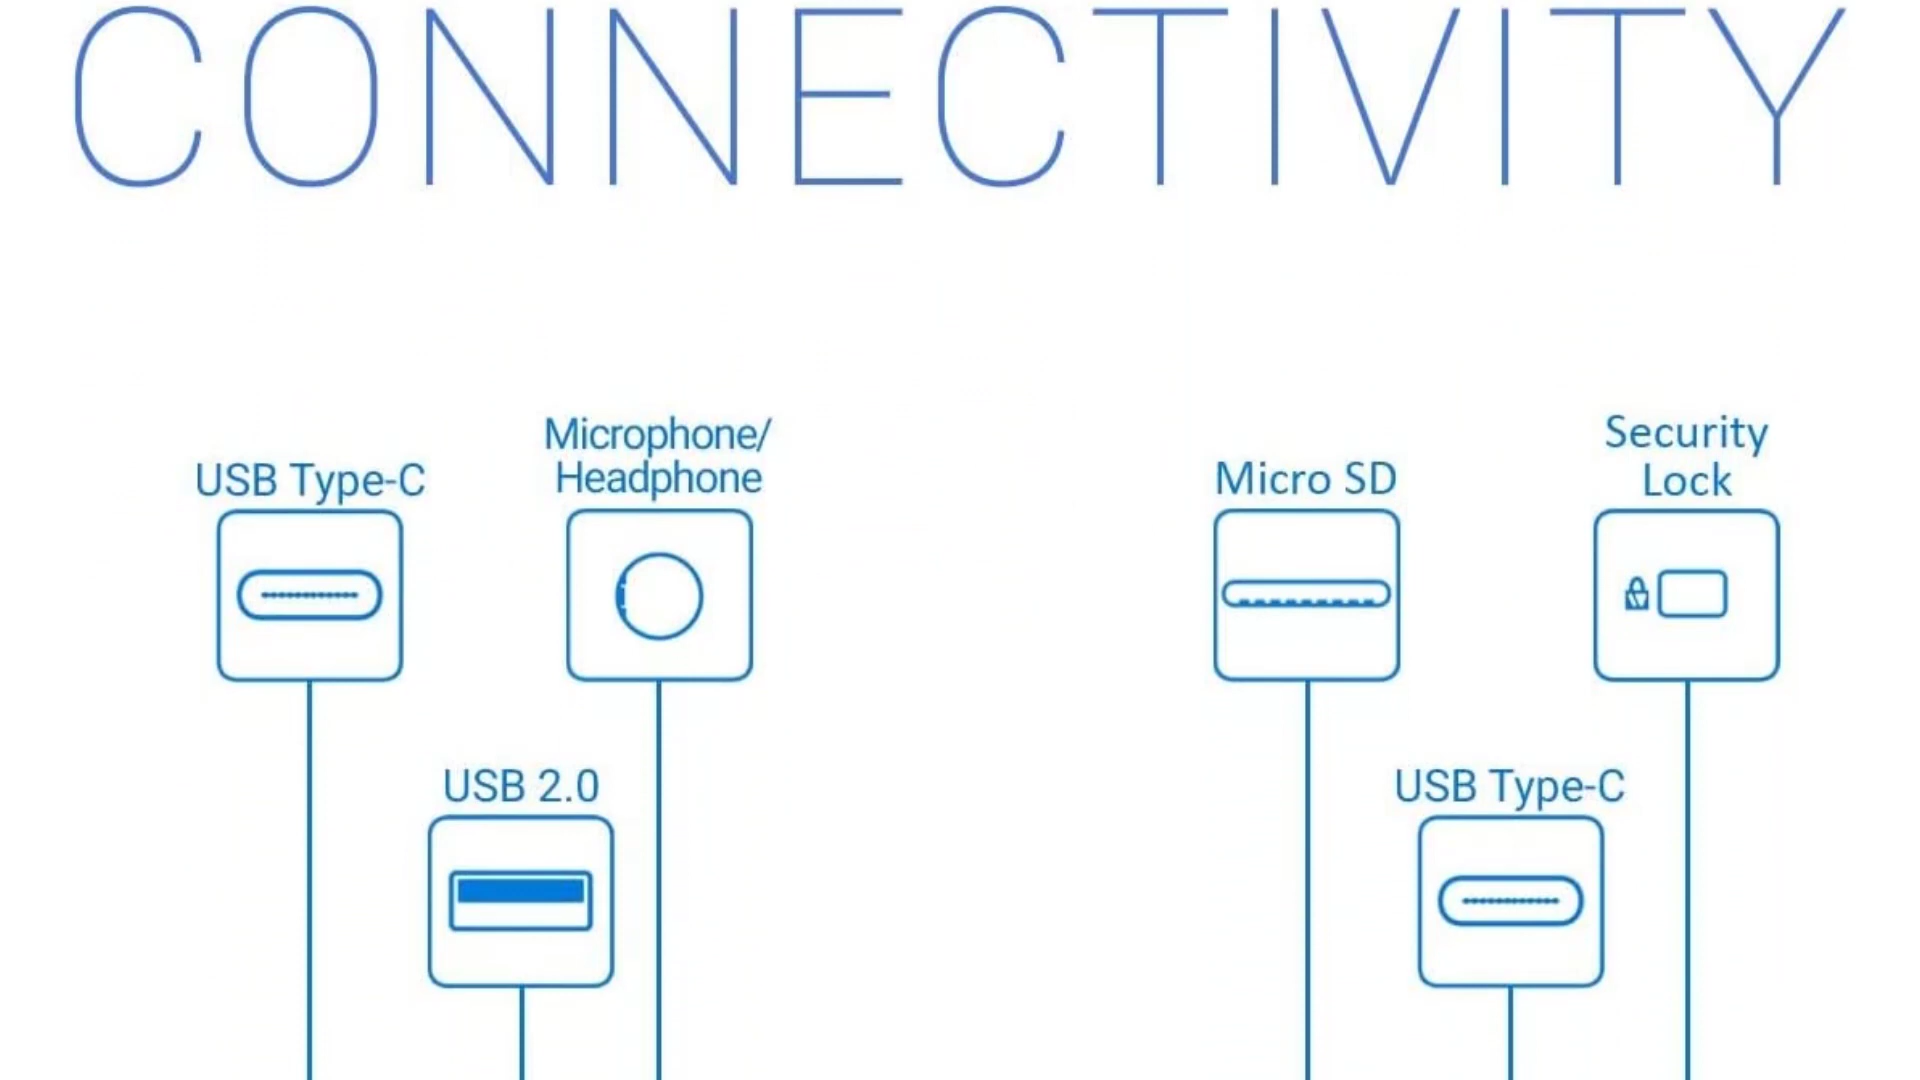 CONNECTIVITY
USB Type-C
Microphone/
Headphone
Micro SD
Security
Lock
USB 2.0
USB Type-C